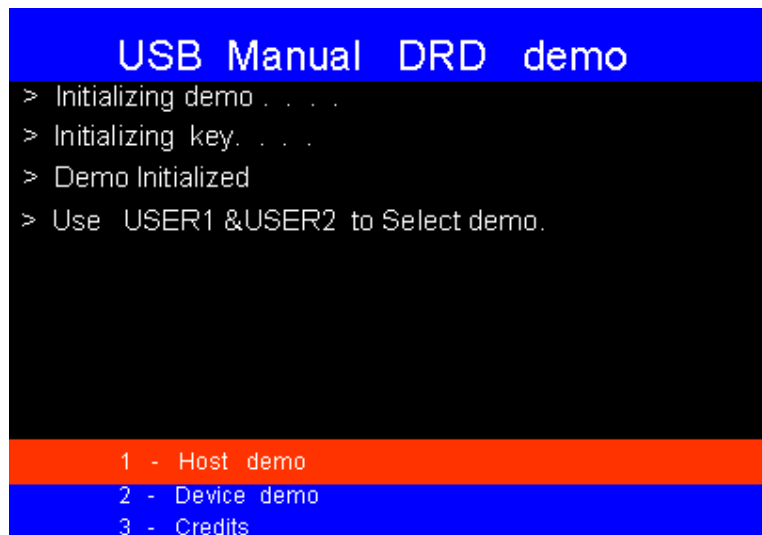 USB Manual DRD demo
> Initializing demo . . . .
> Initializing key. . . .
> Demo Initialized
> Use USER1 &USER2 to Select demo.
1 - Host demo
2 - Device demo
3 - Credits